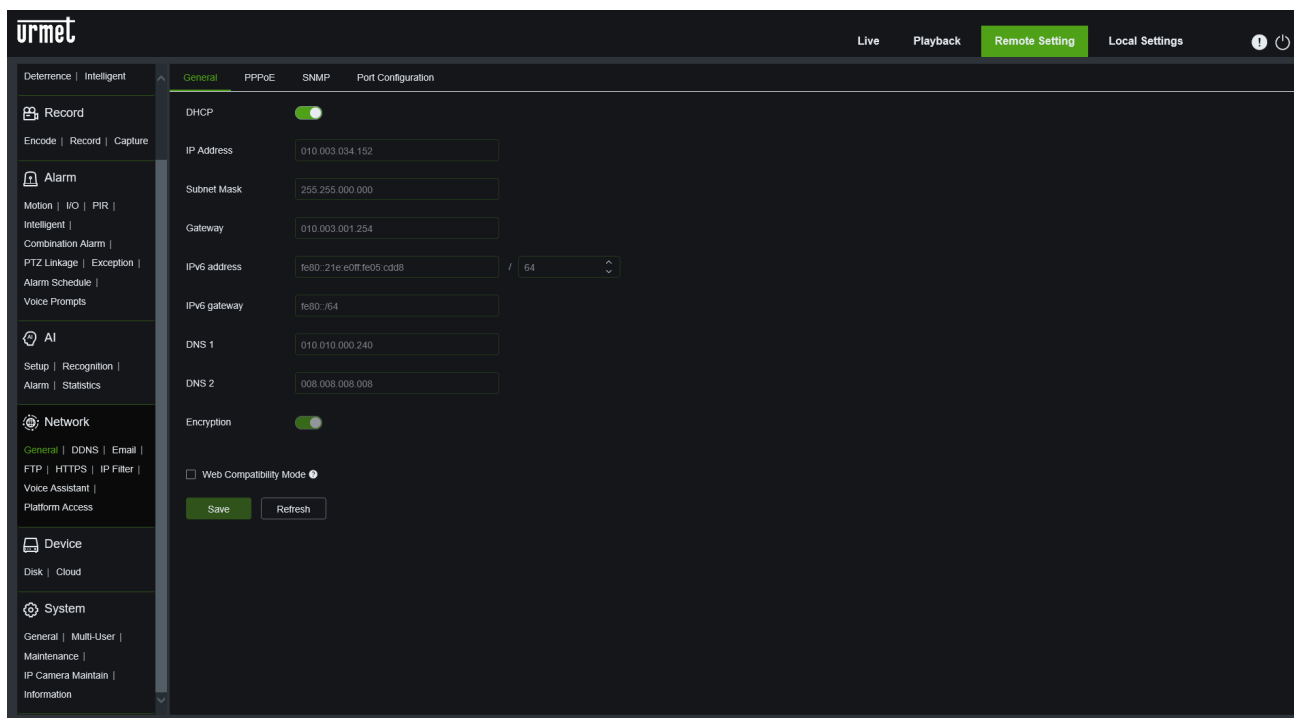 urmet
Live Playback Remote Setting Local Settings
Deterrence | Intelligent
Record
Encode | Record | Capture
Alarm
Motion | I/O | PIR |
Intelligent |
Combination Alarm |
PTZ Linkage | Exception |
Alarm Schedule |
Voice Prompts
AI
Setup | Recognition |
Alarm | Statistics
Network
General | DDNS | Email |
FTP | HTTPS | IP Filter |
Voice Assistant |
Platform Access
Device
Disk | Cloud
System
General | Multi-User |
Maintenance |
IP Camera Maintain |
Information
General PPPoE SNMP Port Configuration
DHCP
IP Address 010.003.034.152
Subnet Mask 255.255.000.000
Gateway 010.003.001.254
IPv6 address fe80::21e:e0ff:fe05:cdd8 / 64
IPv6 gateway fe80::/64
DNS 1 010.010.000.240
DNS 2 008.008.008.008
Encryption
Web Compatibility Mode
Save Refresh